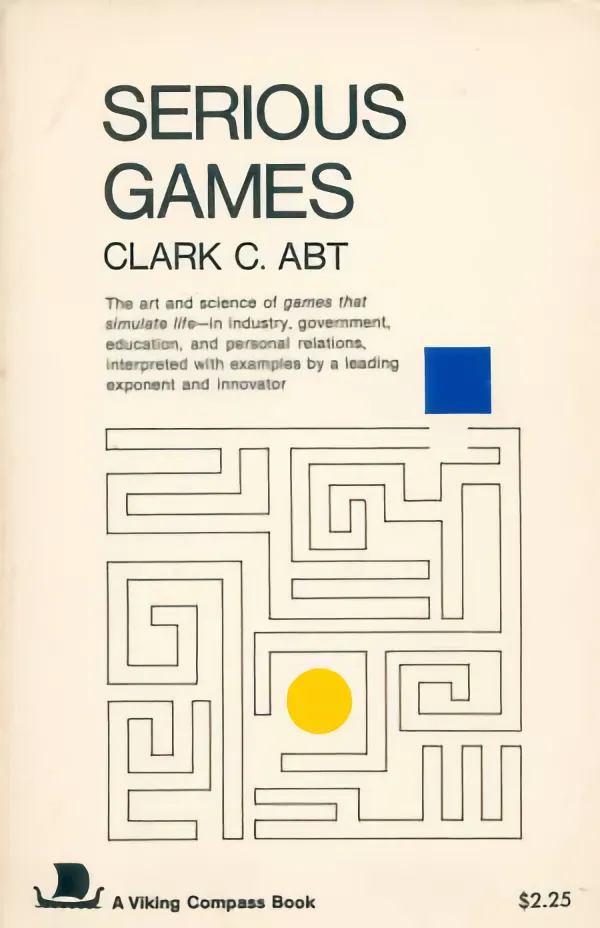 SERIOUS
GAMES
CLARK C. ABT
The art and science of games that
simulate life—in industry, government,
education, and personal relations,
interpreted with examples by a leading
exponent and innovator
A Viking Compass Book
$2.25